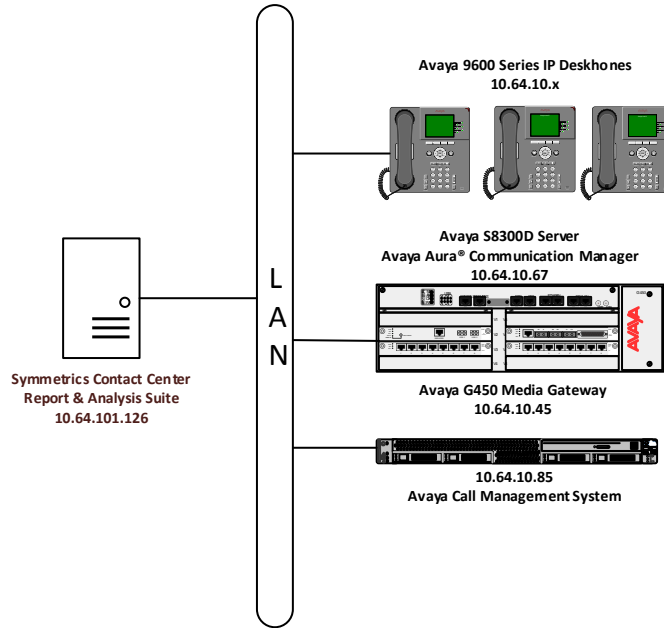 Avaya 9600 Series IP Deskhones
10.64.10.x
Avaya S8300D Server
Avaya Aura® Communication Manager
10.64.10.67
L
A
N
AVAYA
Symmetrics Contact Center
Report & Analysis Suite
10.64.101.126
Avaya G450 Media Gateway
10.64.10.45
10.64.10.85
Avaya Call Management System